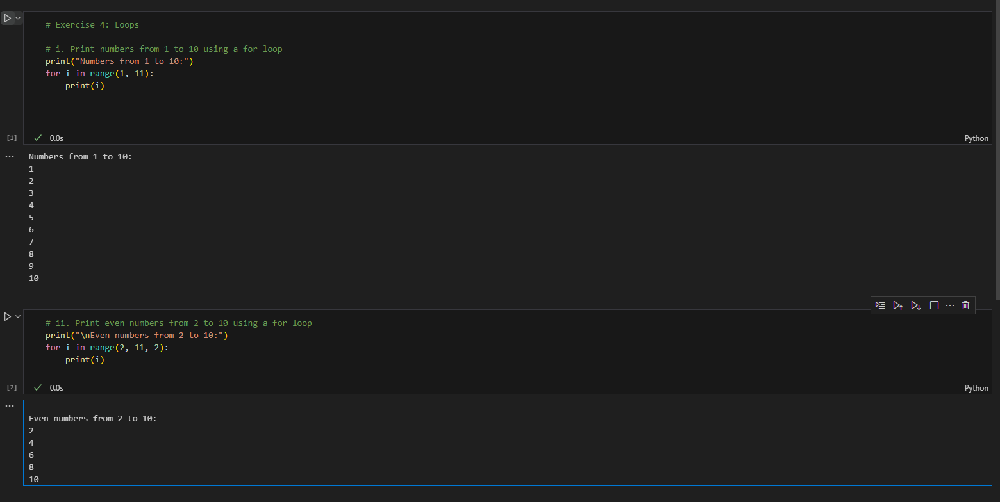 # Exercise 4: Loops
# i. Print numbers from 1 to 10 using a for loop
print("Numbers from 1 to 10:")
for i in range(1, 11):
    print(i)
[1]
0.0s
Python
Numbers from 1 to 10:
1
2
3
4
5
6
7
8
9
10
# ii. Print even numbers from 2 to 10 using a for loop
print("\nEven numbers from 2 to 10:")
for i in range(2, 11, 2):
    print(i)
[2]
0.0s
Python
Even numbers from 2 to 10:
2
4
6
8
10